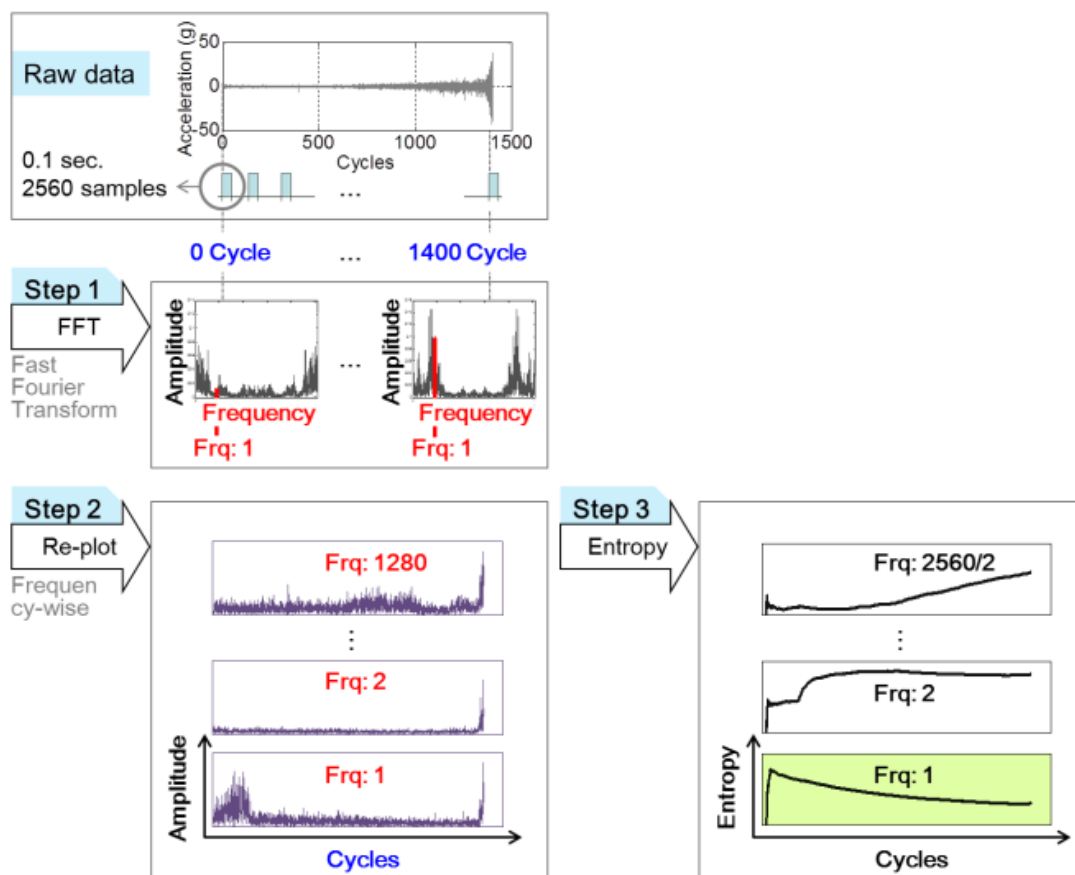 Raw data
Acceleration (g)
50
0
-50
0
500
1000
1500
Cycles
0.1 sec.
2560 samples
...
0 Cycle
...
1400 Cycle
Step 1
FFT
Fast
Fourier
Transform
Amplitude
Frequency
Frq: 1
...
Amplitude
Frequency
Frq: 1
Step 2
Re-plot
Frequen
cy-wise
Frq: 1280
...
Frq: 2
Frq: 1
Amplitude
Cycles
Step 3
Entropy
Frq: 2560/2
...
Frq: 2
Frq: 1
Entropy
Cycles